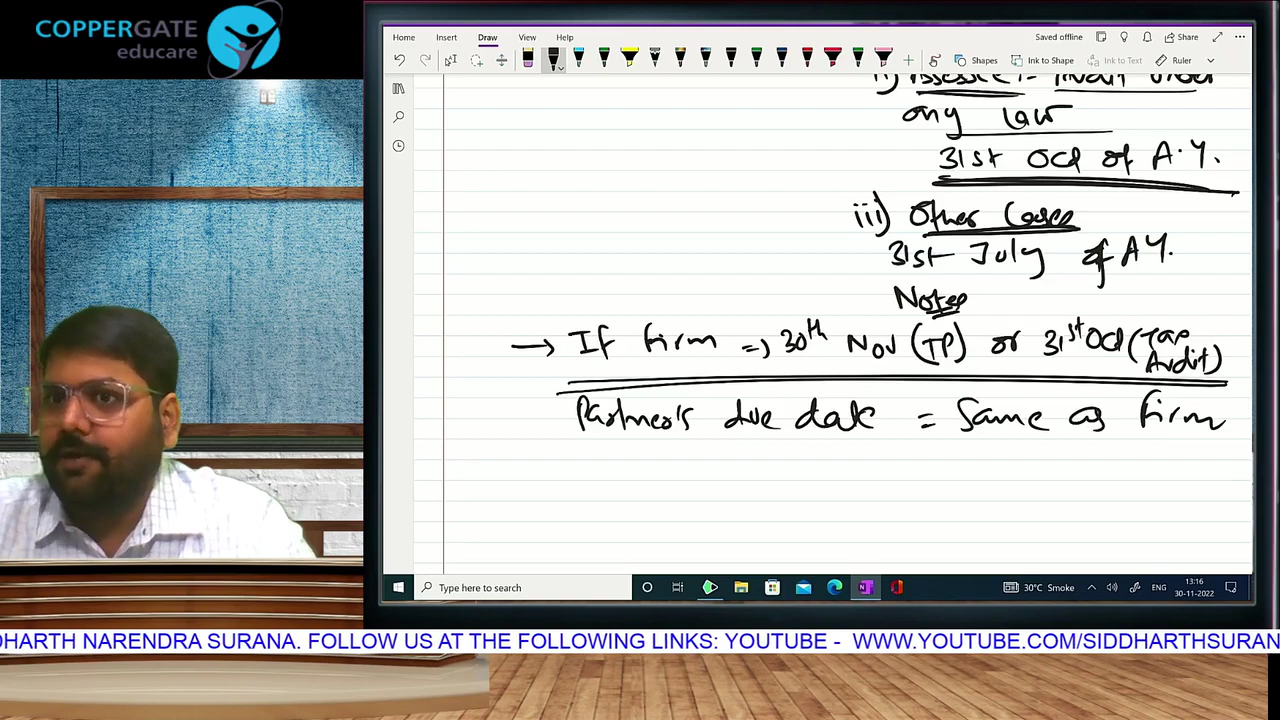 COPPERGATE
educare
Home Insert Draw View Help
Saved offline
Share
Shapes
Ink to Shape
Ink to Text
Ruler
any law
31st Oct of A.Y.
iii) Other Cases
31st July of A.Y.
Notes
→ If firm => 30th Nov (TP) or 31st Oct (Tax Audit)
Partner's due date = Same as firm
Type here to search
30°C Smoke
ENG
13:16
30-11-2022
DHARTH NARENDRA SURANA. FOLLOW US AT THE FOLLOWING LINKS: YOUTUBE - WWW.YOUTUBE.COM/SIDDHARTHSURAN